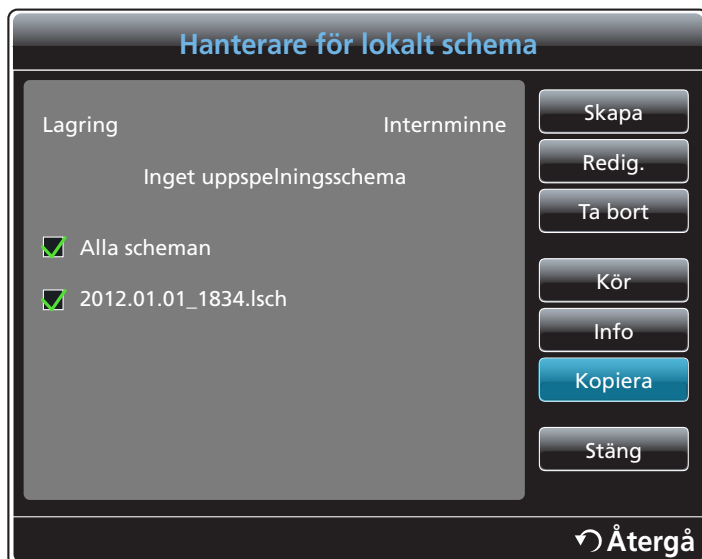 Hanterare för lokalt schema
Lagring Internminne
Inget uppspelningsschema
Alla scheman
2012.01.01_1834.lsch
Skapa
Redig.
Ta bort
Kör
Info
Kopiera
Stäng
Återgå